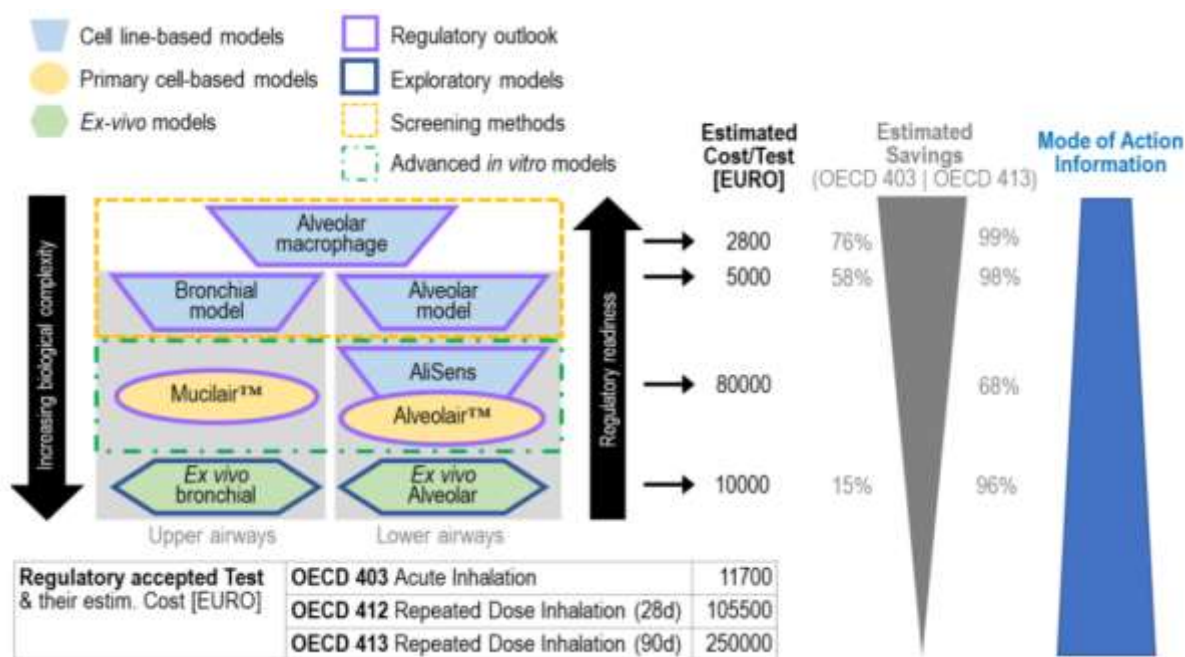 Cell line-based models
Primary cell-based models
Ex-vivo models
Regulatory outlook
Exploratory models
Screening methods
Advanced in vitro models
Increasing biological complexity
Alveolar
macrophage
Bronchial
model
Alveolar
model
Mucilair™
AliSens
Alveolair™
Ex vivo
bronchial
Ex vivo
Alveolar
Upper airways
Lower airways
Regulatory readiness
Estimated
Cost/Test
[EURO]
2800
5000
80000
10000
Estimated
Savings
(OECD 403 | OECD 413)
76%
99%
58%
98%
68%
15%
96%
Mode of Action
Information
Regulatory accepted Test
& their estim. Cost [EURO]
OECD 403 Acute Inhalation 11700
OECD 412 Repeated Dose Inhalation (28d) 105500
OECD 413 Repeated Dose Inhalation (90d) 250000